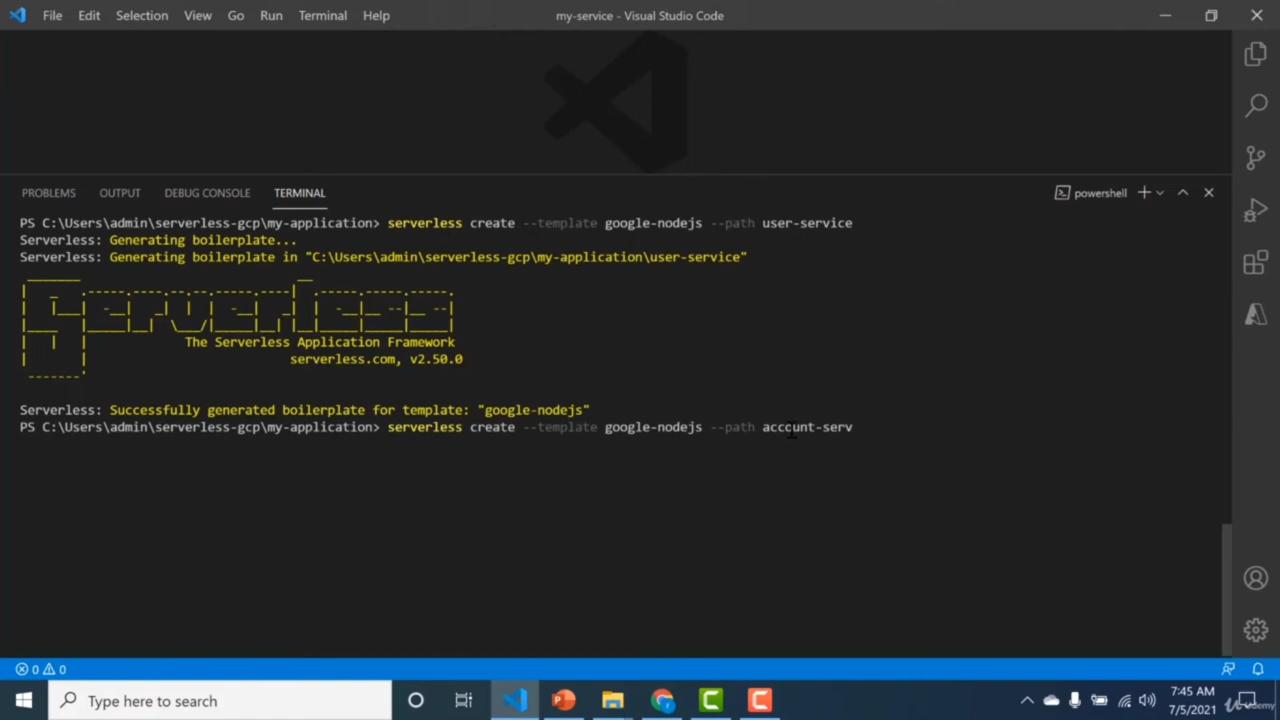 File Edit Selection View Go Run Terminal Help my-service - Visual Studio Code
PROBLEMS OUTPUT DEBUG CONSOLE TERMINAL powershell
PS C:\Users\admin\serverless-gcp\my-application> serverless create --template google-nodejs --path user-service
Serverless: Generating boilerplate...
Serverless: Generating boilerplate in "C:\Users\admin\serverless-gcp\my-application\user-service"
Serverless
The Serverless Application Framework
serverless.com, v2.50.0
Serverless: Successfully generated boilerplate for template: "google-nodejs"
PS C:\Users\admin\serverless-gcp\my-application> serverless create --template google-nodejs --path account-serv
0 0
Type here to search
7:45 AM
7/5/2021
Udemy